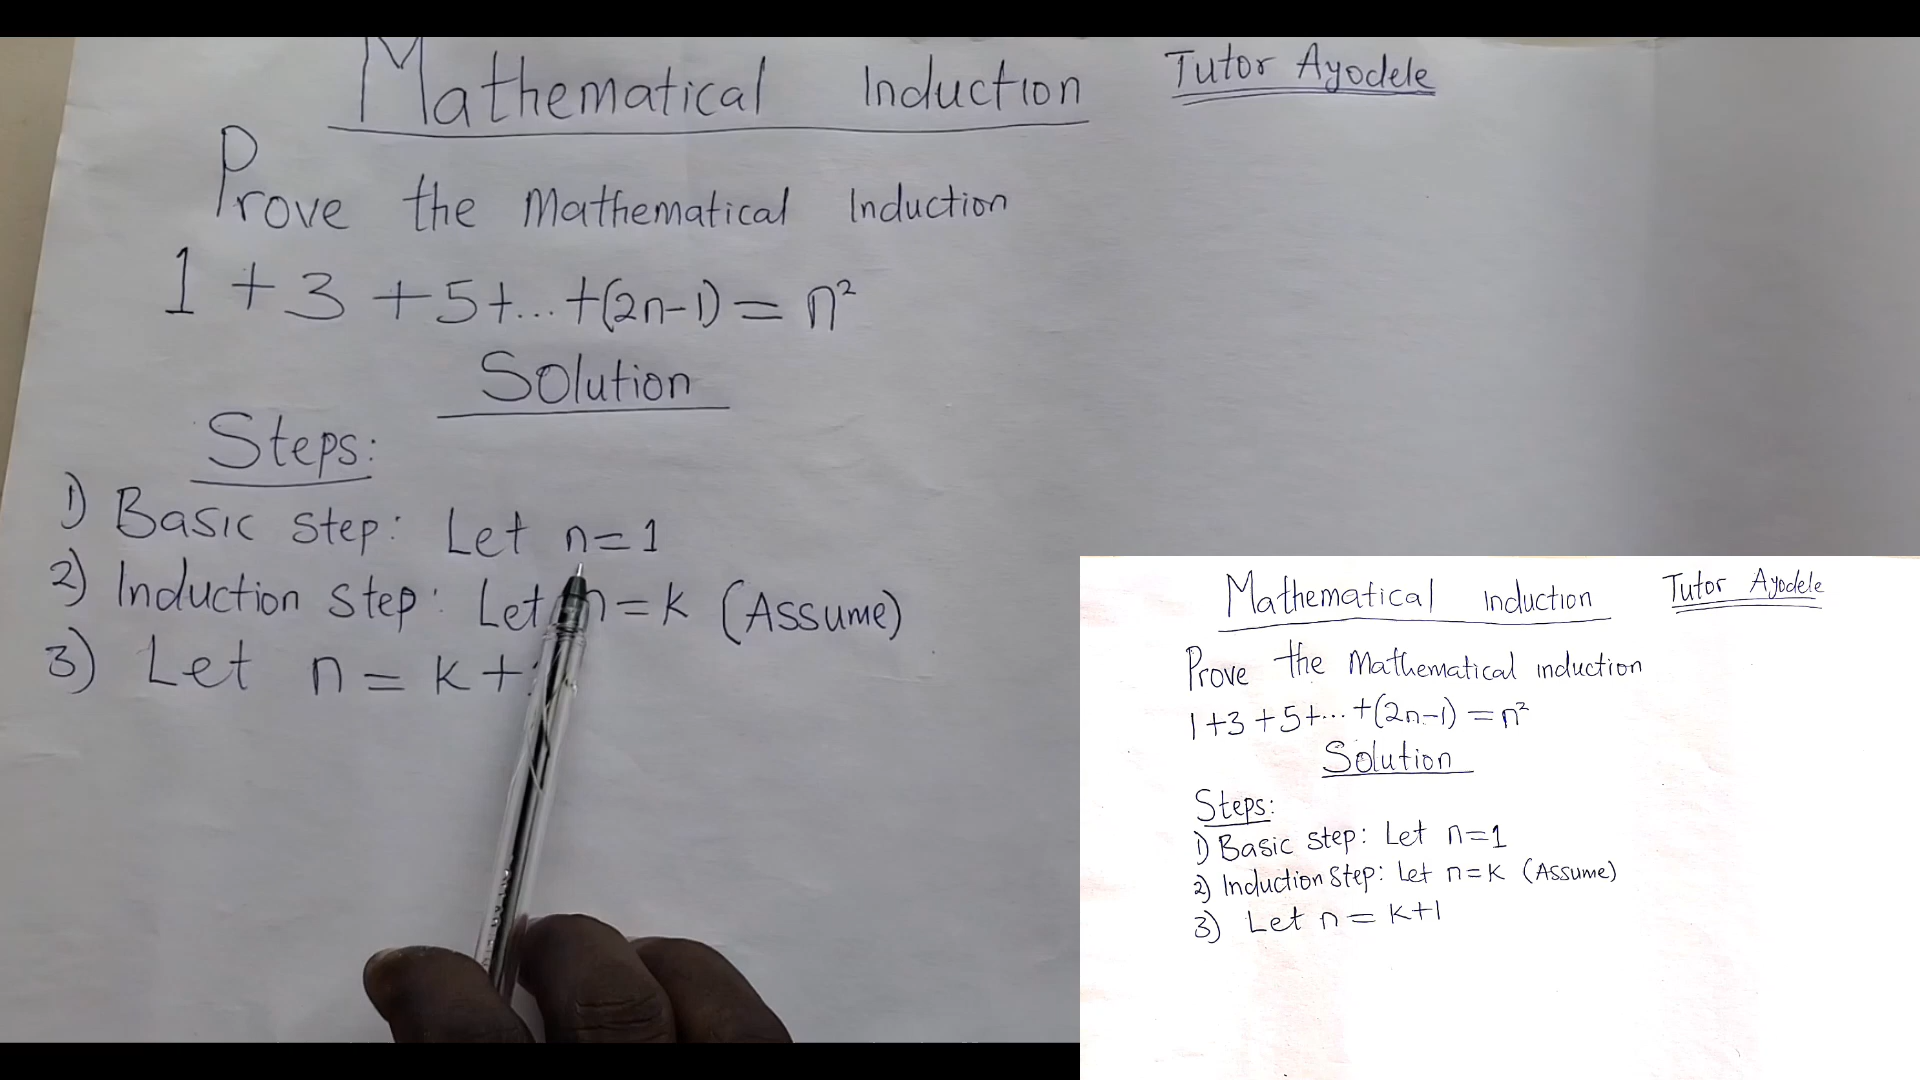 Mathematical Induction Tutor Ayodele
Prove the Mathematical Induction
1 + 3 + 5 + ... + (2n-1) = n²
Solution
Steps:
1) Basic step: Let n=1
2) Induction step: Let n=k (Assume)
3) Let n = k+
Mathematical induction Tutor Ayodele
Prove the Mathematical induction
1+3+5+...+(2n-1) = n²
Solution
Steps:
1) Basic step: Let n=1
2) Induction step: Let n=k (Assume)
3) Let n = k+1